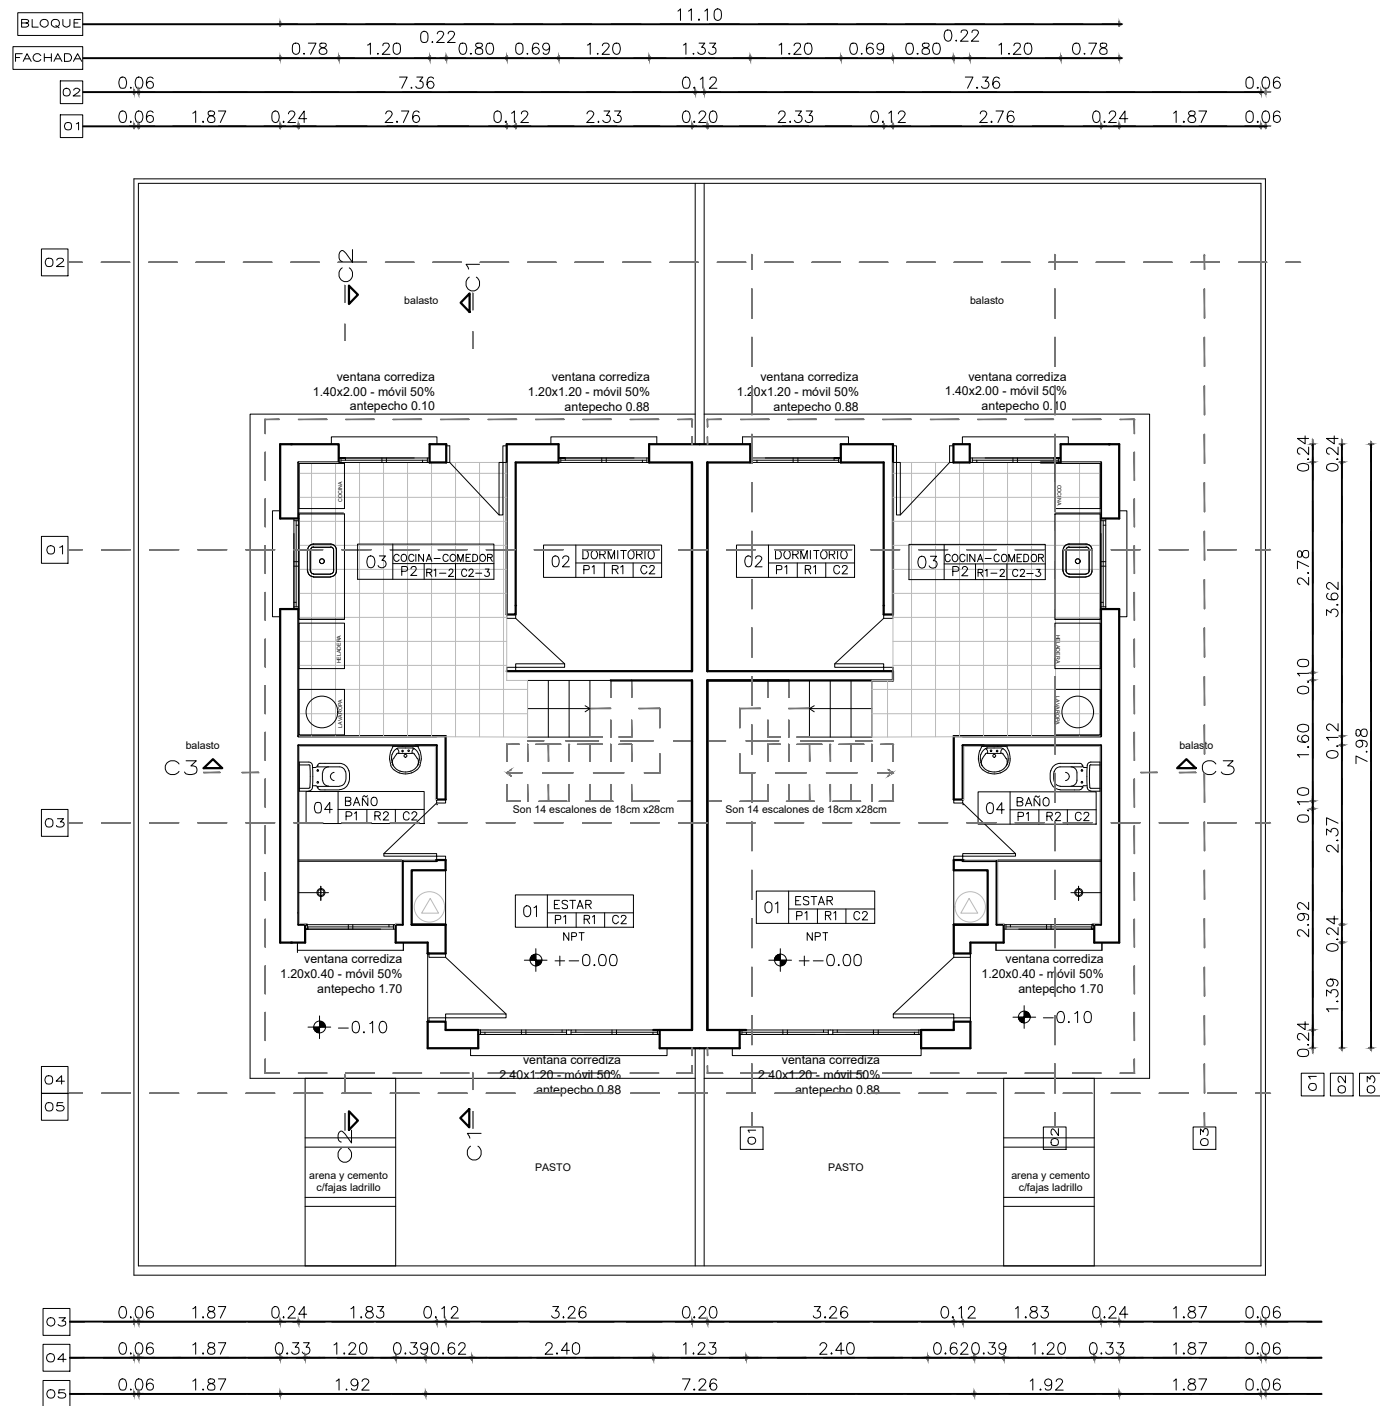 BLOQUE 11.10
FACHADA 0.78 1.20 0.22 0.80 0.69 1.20 1.33 1.20 0.69 0.80 0.22 1.20 0.78
02 0.06 7.36 0.12 7.36 0.06
01 0.06 1.87 0.24 2.76 0.12 2.33 0.20 2.33 0.12 2.76 0.24 1.87 0.06
02
C2 C1
balasto balasto
ventana corrediza
1.40x2.00 - móvil 50%
antepecho 0.10
ventana corrediza
1.20x1.20 - móvil 50%
antepecho 0.88
ventana corrediza
1.20x1.20 - móvil 50%
antepecho 0.88
ventana corrediza
1.40x2.00 - móvil 50%
antepecho 0.10
COCINA
COCINA
01
03 COCINA-COMEDOR
P2 R1-2 C2-3
02 DORMITORIO
P1 R1 C2
02 DORMITORIO
P1 R1 C2
03 COCINA-COMEDOR
P2 R1-2 C2-3
HELADERA
HELADERA
LAVAROPA
LAVAROPA
balasto
C3
balasto
C3
04 BAÑO
P1 R2 C2
Son 14 escalones de 18cm x28cm
Son 14 escalones de 18cm x28cm
04 BAÑO
P1 R2 C2
03
01 ESTAR
P1 R1 C2
NPT
+-0.00
01 ESTAR
P1 R1 C2
NPT
+-0.00
ventana corrediza
1.20x0.40 - móvil 50%
antepecho 1.70
ventana corrediza
1.20x0.40 - móvil 50%
antepecho 1.70
-0.10
-0.10
ventana corrediza
2.40x1.20 - móvil 50%
antepecho 0.88
ventana corrediza
2.40x1.20 - móvil 50%
antepecho 0.88
04
05
C2 C1
01 02 03
PASTO PASTO
arena y cemento
c/fajas ladrillo
arena y cemento
c/fajas ladrillo
0.24 2.78 0.10 1.60 0.10 2.92 0.24 01
0.24 3.62 0.12 2.37 0.24 1.39 02
7.98 03
03 0.06 1.87 0.24 1.83 0.12 3.26 0.20 3.26 0.12 1.83 0.24 1.87 0.06
04 0.06 1.87 0.33 1.20 0.39 0.62 2.40 1.23 2.40 0.62 0.39 1.20 0.33 1.87 0.06
05 0.06 1.87 1.92 7.26 1.92 1.87 0.06